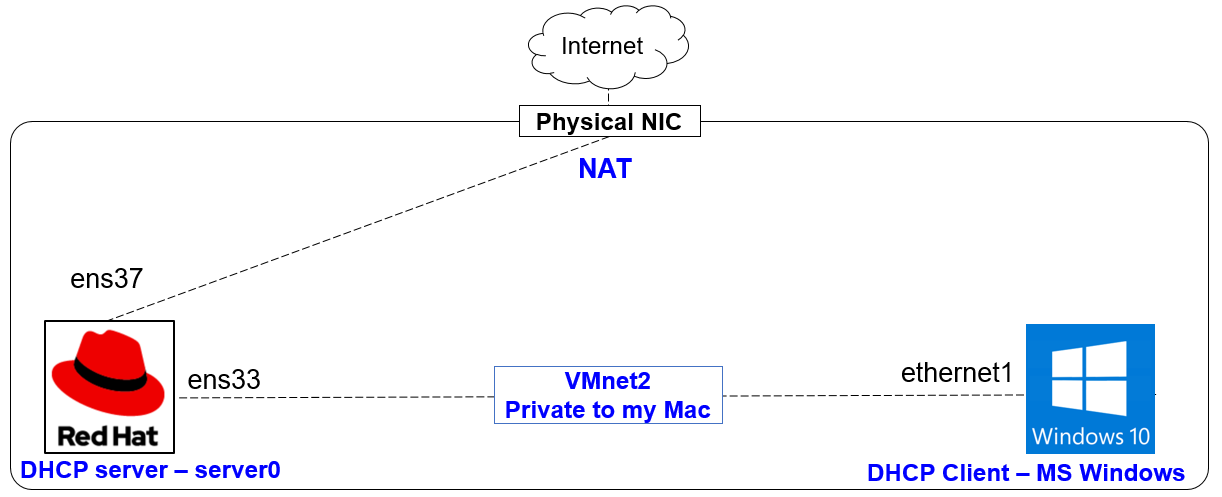 Internet
Physical NIC
NAT
ens37
Red Hat
ens33
VMnet2
Private to my Mac
ethernet1
Windows 10
DHCP server – server0
DHCP Client – MS Windows